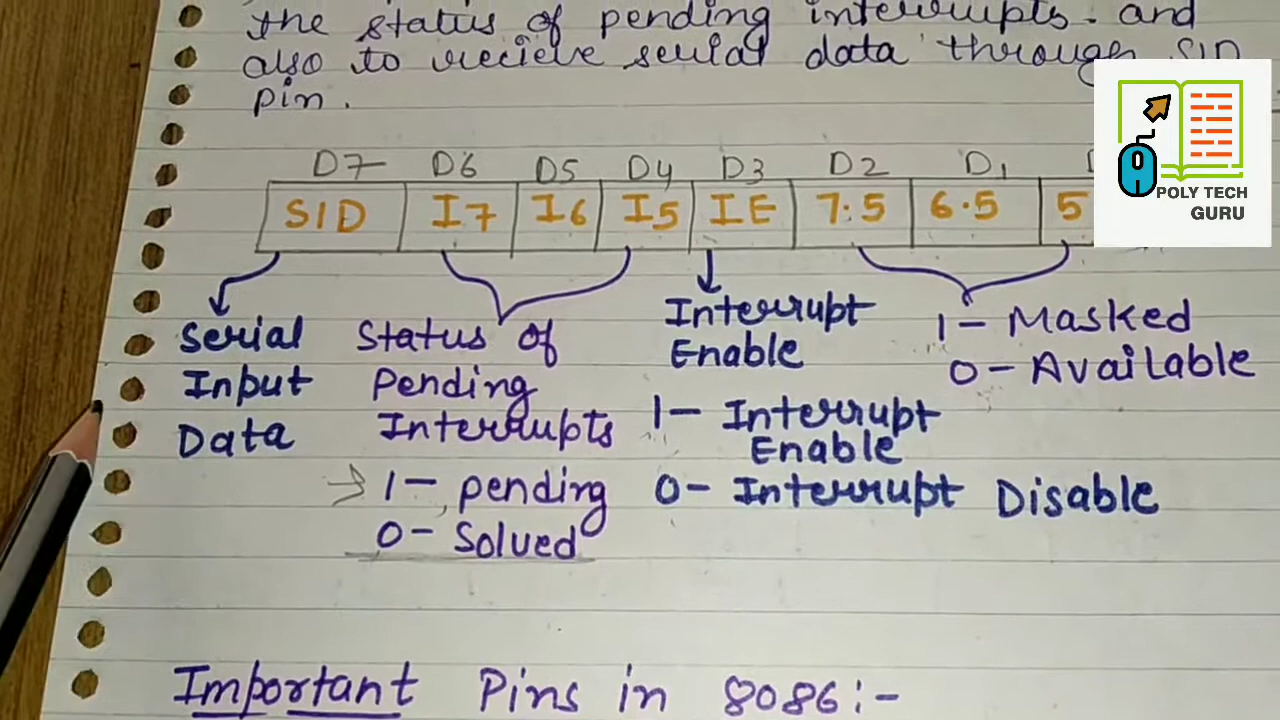 the status of pending interrupts. and
also to recieve serial data through SID
pin.
D7 D6 D5 D4 D3 D2 D1
SID I7 I6 I5 IE 7.5 6.5 5
POLY TECH
GURU
Serial
Input
Data
Status of
Pending
Interrupts
1- pending
0- Solved
Interrupt
Enable
1- Interrupt
Enable
0- Interrupt Disable
1- Masked
0- Available
Important Pins in 8086:-